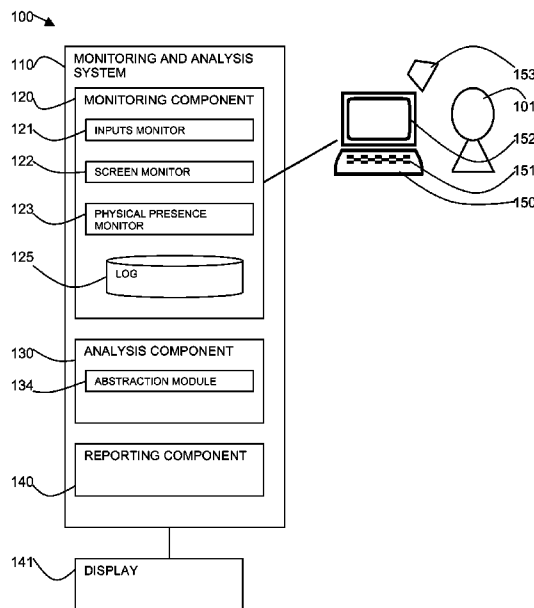 100
110
MONITORING AND ANALYSIS
SYSTEM
120
MONITORING COMPONENT
121
INPUTS MONITOR
122
SCREEN MONITOR
123
PHYSICAL PRESENCE
MONITOR
125
LOG
153
101
152
151
150
130
ANALYSIS COMPONENT
134
ABSTRACTION MODULE
REPORTING COMPONENT
140
141
DISPLAY